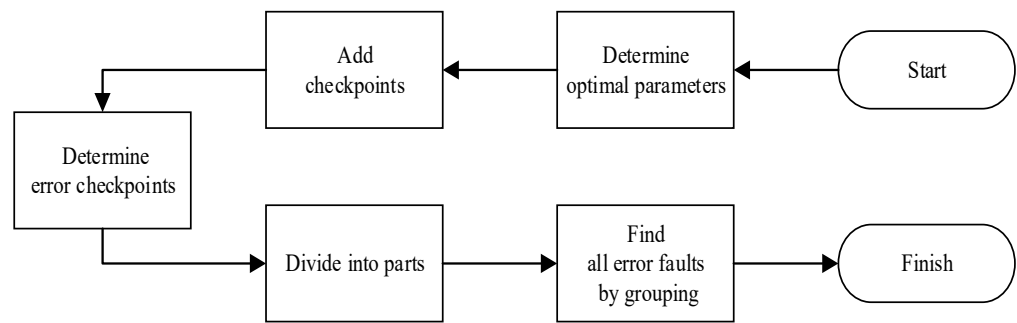 Start
Determine
optimal parameters
Add
checkpoints
Determine
error checkpoints
Divide into parts
Find
all error faults
by grouping
Finish